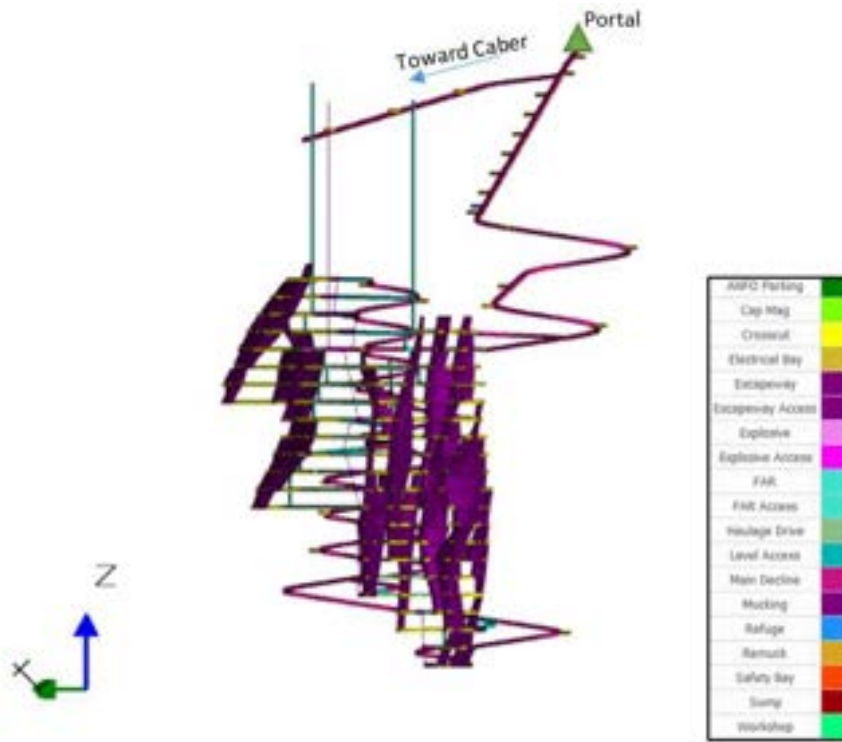 Portal
Toward Caber
ANFO Parking
Cap Mag
Crosscut
Electrical Bay
Escapeway
Escapeway Access
Explosive
Explosive Access
FAR
FAR Access
Haulage Drive
Level Access
Main Decline
Mucking
Refuge
Remuck
Safety Bay
Sump
Workshop
Z
X